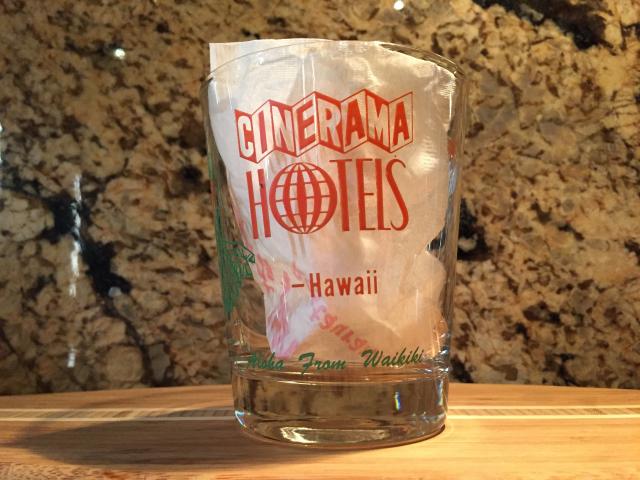 CINERAMA
HOTELS
-Hawaii
Aloha From Waikiki